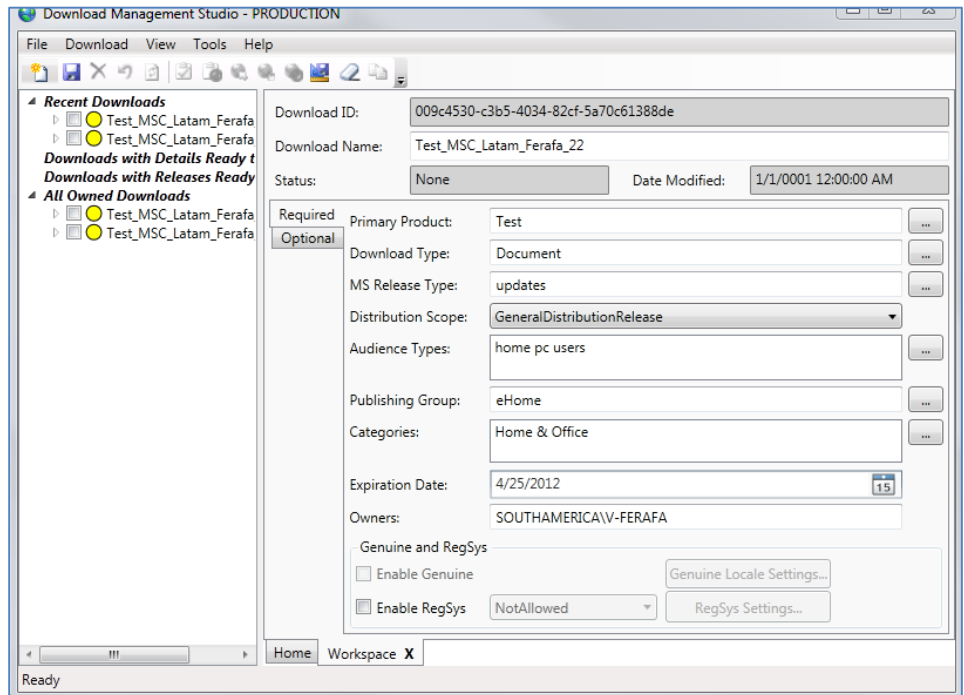 Download Management Studio - PRODUCTION
File Download View Tools Help
Recent Downloads
Test_MSC_Latam_Ferafa_
Test_MSC_Latam_Ferafa
Downloads with Details Ready t
Downloads with Releases Ready
All Owned Downloads
Test_MSC_Latam_Ferafa
Test_MSC_Latam_Ferafa_
Download ID: 009c4530-c3b5-4034-82cf-5a70c61388de
Download Name: Test_MSC_Latam_Ferafa_22
Status: None Date Modified: 1/1/0001 12:00:00 AM
Required
Optional
Primary Product: Test ...
Download Type: Document ...
MS Release Type: updates ...
Distribution Scope: GeneralDistributionRelease
Audience Types: home pc users ...
Publishing Group: eHome ...
Categories: Home & Office ...
Expiration Date: 4/25/2012 15
Owners: SOUTHAMERICA\V-FERAFA
Genuine and RegSys
Enable Genuine Genuine Locale Settings...
Enable RegSys NotAllowed RegSys Settings...
Home Workspace X
Ready